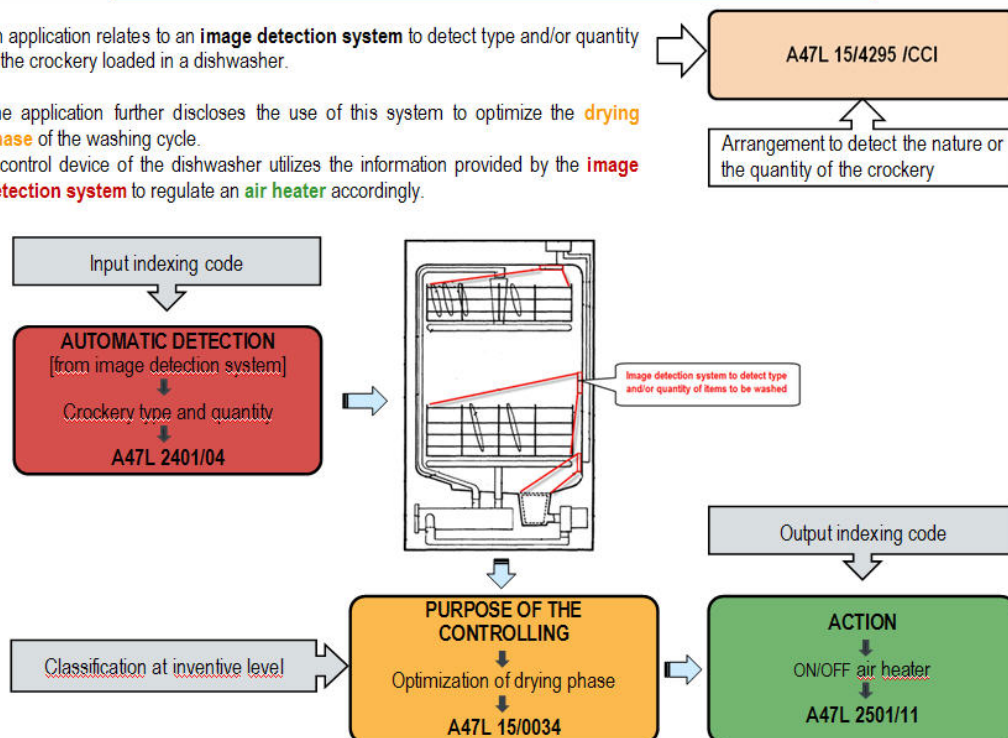 application relates to an image detection system to detect type and/or quantity
the crockery loaded in a dishwasher.
application further discloses the use of this system to optimize the drying
of the washing cycle.
control device of the dishwasher utilizes the information provided by the image
system to regulate an air heater accordingly.
A47L 15/4295 /CCI
Arrangement to detect the nature or
the quantity of the crockery
Input indexing code
AUTOMATIC DETECTION
[from image detection system]
Crockery type and quantity
A47L 2401/04
Image detection system to detect type
and/or quantity of items to be washed
Output indexing code
Classification at inventive level
PURPOSE OF THE
CONTROLLING
Optimization of drying phase
A47L 15/0034
ACTION
ON/OFF air heater
A47L 2501/11